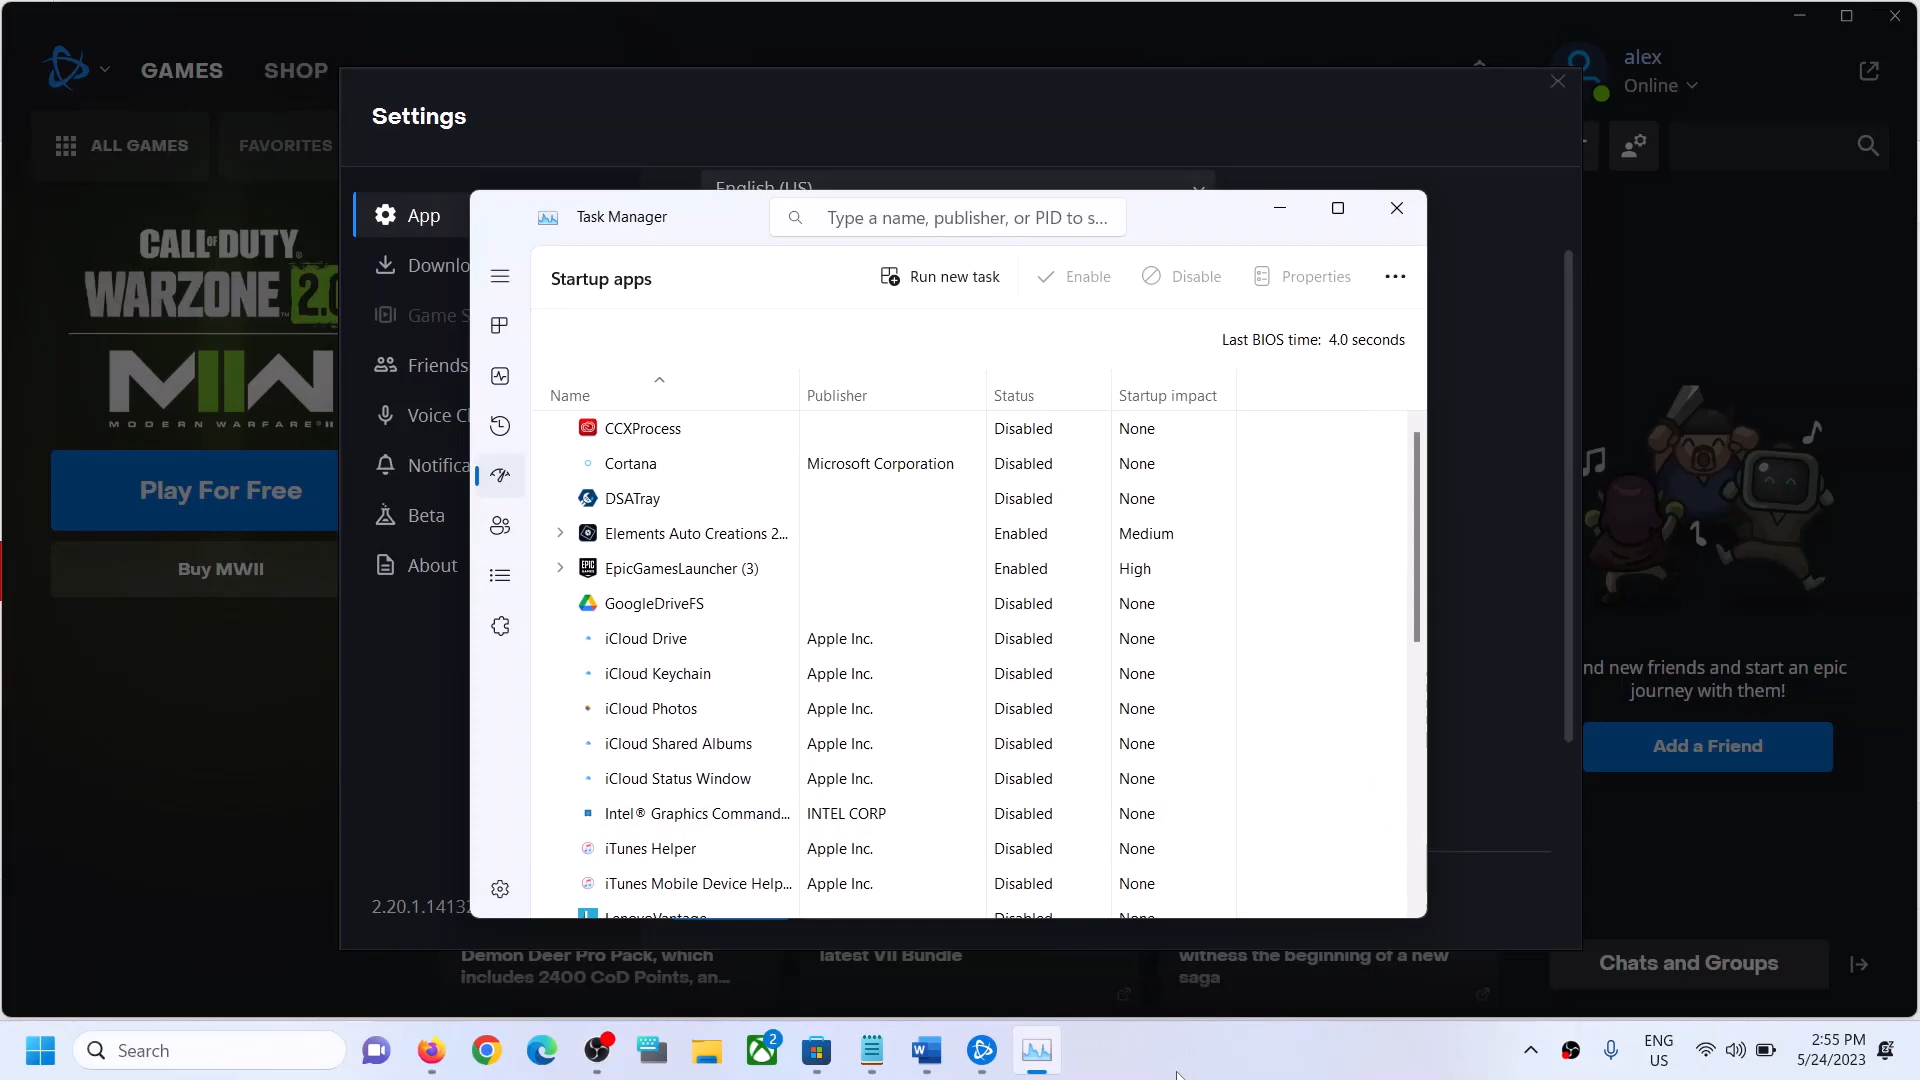 GAMES
SHOP
alex
Online
Settings
ALL GAMES
FAVORITES
English (US)
CALL OF DUTY
WARZONE 2.0
MWII
MODERN WARFARE II
Play For Free
Buy MWII
App
Downlo
Game S
Friends
Voice C
Notifica
Beta
About
2.20.1.1413
Task Manager
Type a name, publisher, or PID to s...
Startup apps
Run new task
Enable
Disable
Properties
Last BIOS time: 4.0 seconds
Name
Publisher
Status
Startup impact
CCXProcess Disabled None
Cortana Microsoft Corporation Disabled None
DSATray Disabled None
Elements Auto Creations 2... Enabled Medium
EpicGamesLauncher (3) Enabled High
GoogleDriveFS Disabled None
iCloud Drive Apple Inc. Disabled None
iCloud Keychain Apple Inc. Disabled None
iCloud Photos Apple Inc. Disabled None
iCloud Shared Albums Apple Inc. Disabled None
iCloud Status Window Apple Inc. Disabled None
Intel® Graphics Command... INTEL CORP Disabled None
iTunes Helper Apple Inc. Disabled None
iTunes Mobile Device Help... Apple Inc. Disabled None
LenovoVantage Disabled None
nd new friends and start an epic
journey with them!
Add a Friend
Demon Deer Pro Pack, which
includes 2400 CoD Points, an...
latest VII Bundle
witness the beginning of a new
saga
Chats and Groups
Search
2
ENG
US
2:55 PM
5/24/2023